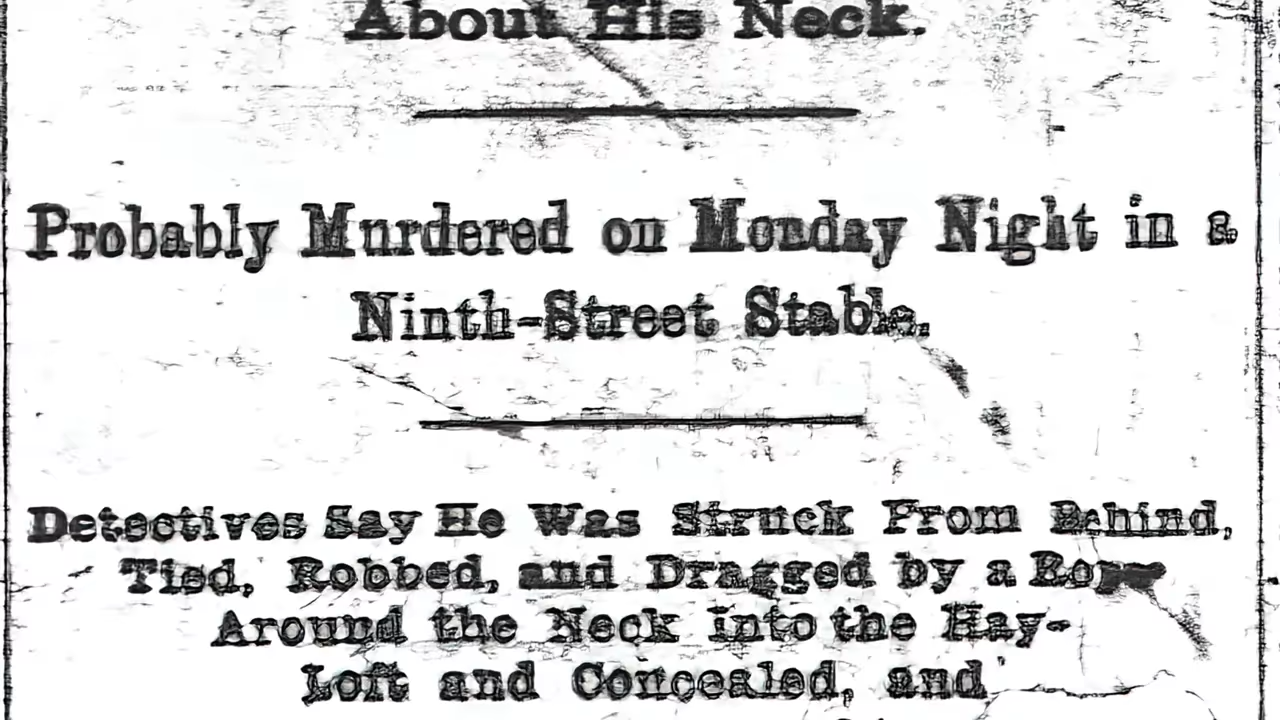 About His Neck.
Probably Murdered on Monday Night in a
Ninth-Street Stable.
Detectives Say He Was Struck From Behind,
Tied, Robbed, and Dragged by a Rope
Around the Neck into the Hay-
Loft and Concealed, and